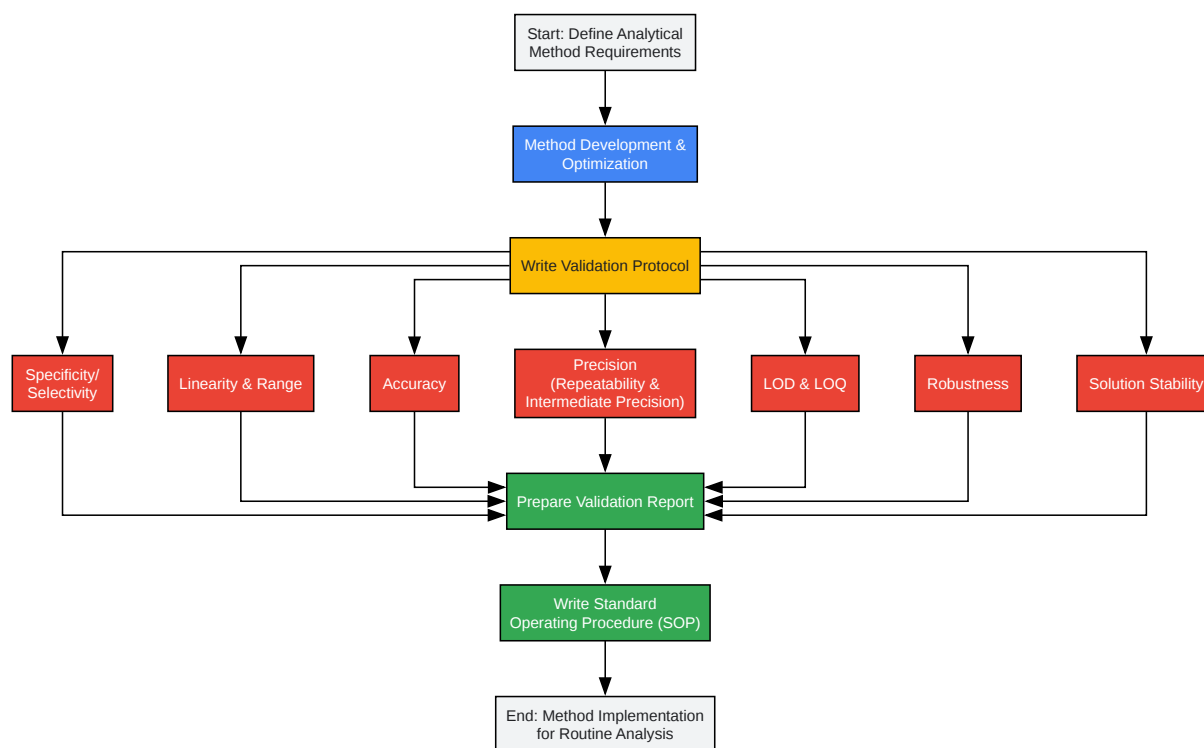 Start: Define Analytical
Method Requirements
Method Development &
Optimization
Write Validation Protocol
Specificity/
Selectivity
Linearity & Range
Accuracy
Precision
(Repeatability &
Intermediate Precision)
LOD & LOQ
Robustness
Solution Stability
Prepare Validation Report
Write Standard
Operating Procedure (SOP)
End: Method Implementation
for Routine Analysis